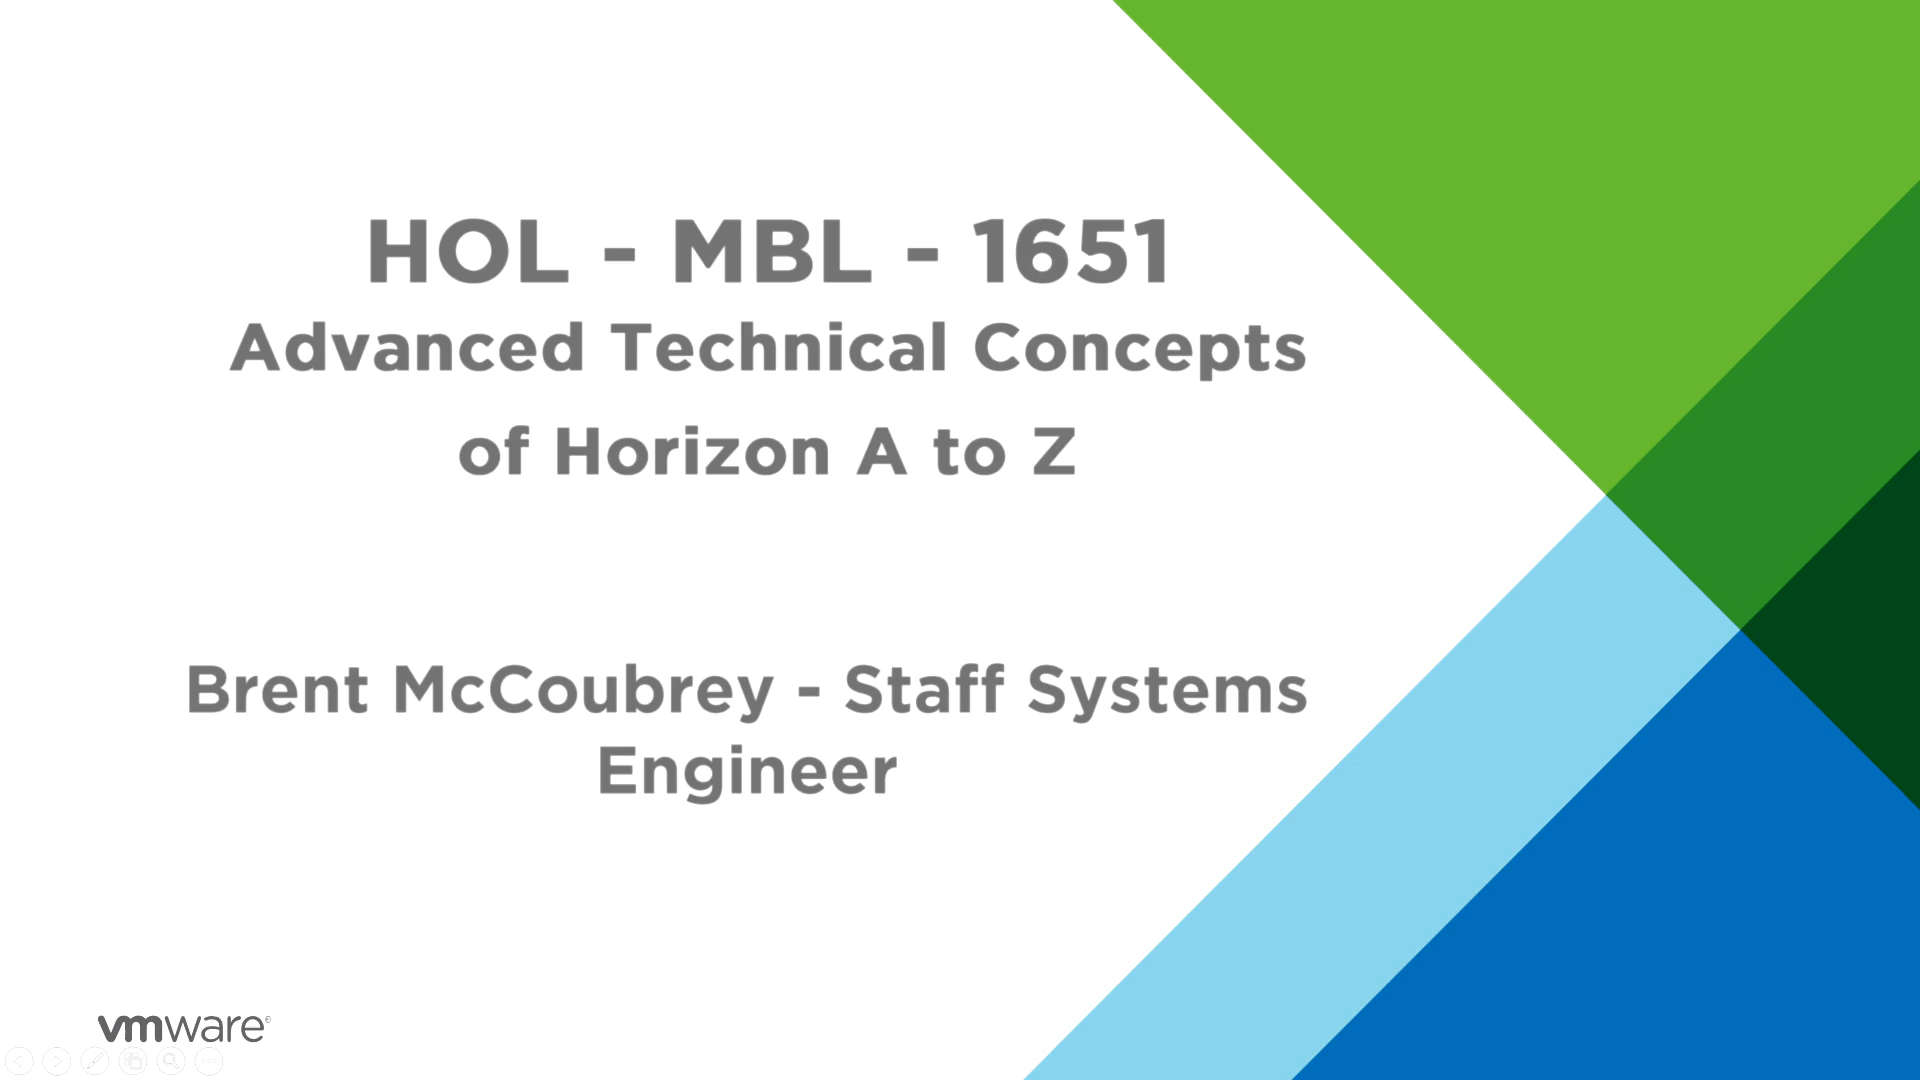 HOL - MBL - 1651
Advanced Technical Concepts
of Horizon A to Z
Brent McCoubrey - Staff Systems
Engineer
vmware®